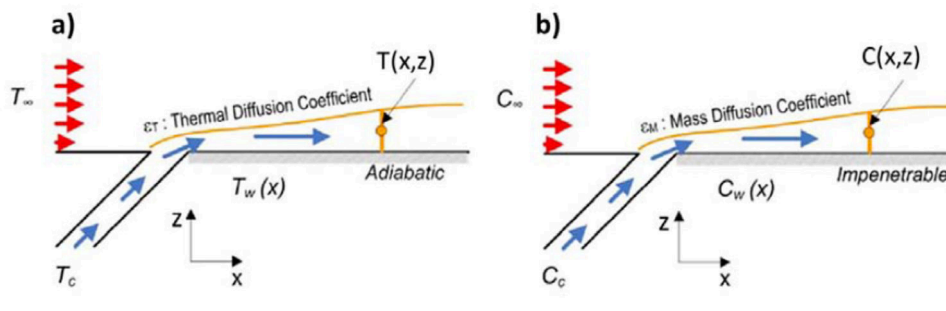 a)
T∞
εT : Thermal Diffusion Coefficient
T(x,z)
Tw (x)
Adiabatic
Tc
z
x
b)
C∞
εM : Mass Diffusion Coefficient
C(x,z)
Cw (x)
Impenetrable
Cc
z
x